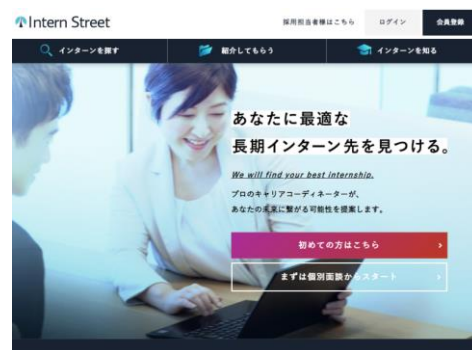 Intern Street
採用担当者様はこちら
ログイン
会員登録
インターンを探す
紹介してもらう
インターンを知る
あなたに最適な
長期インターン先を見つける。
We will find your best internship.
プロのキャリアコーディネーターが、
あなたの未来に繋がる可能性を提案します。
初めての方はこちら
まずは個別面談からスタート